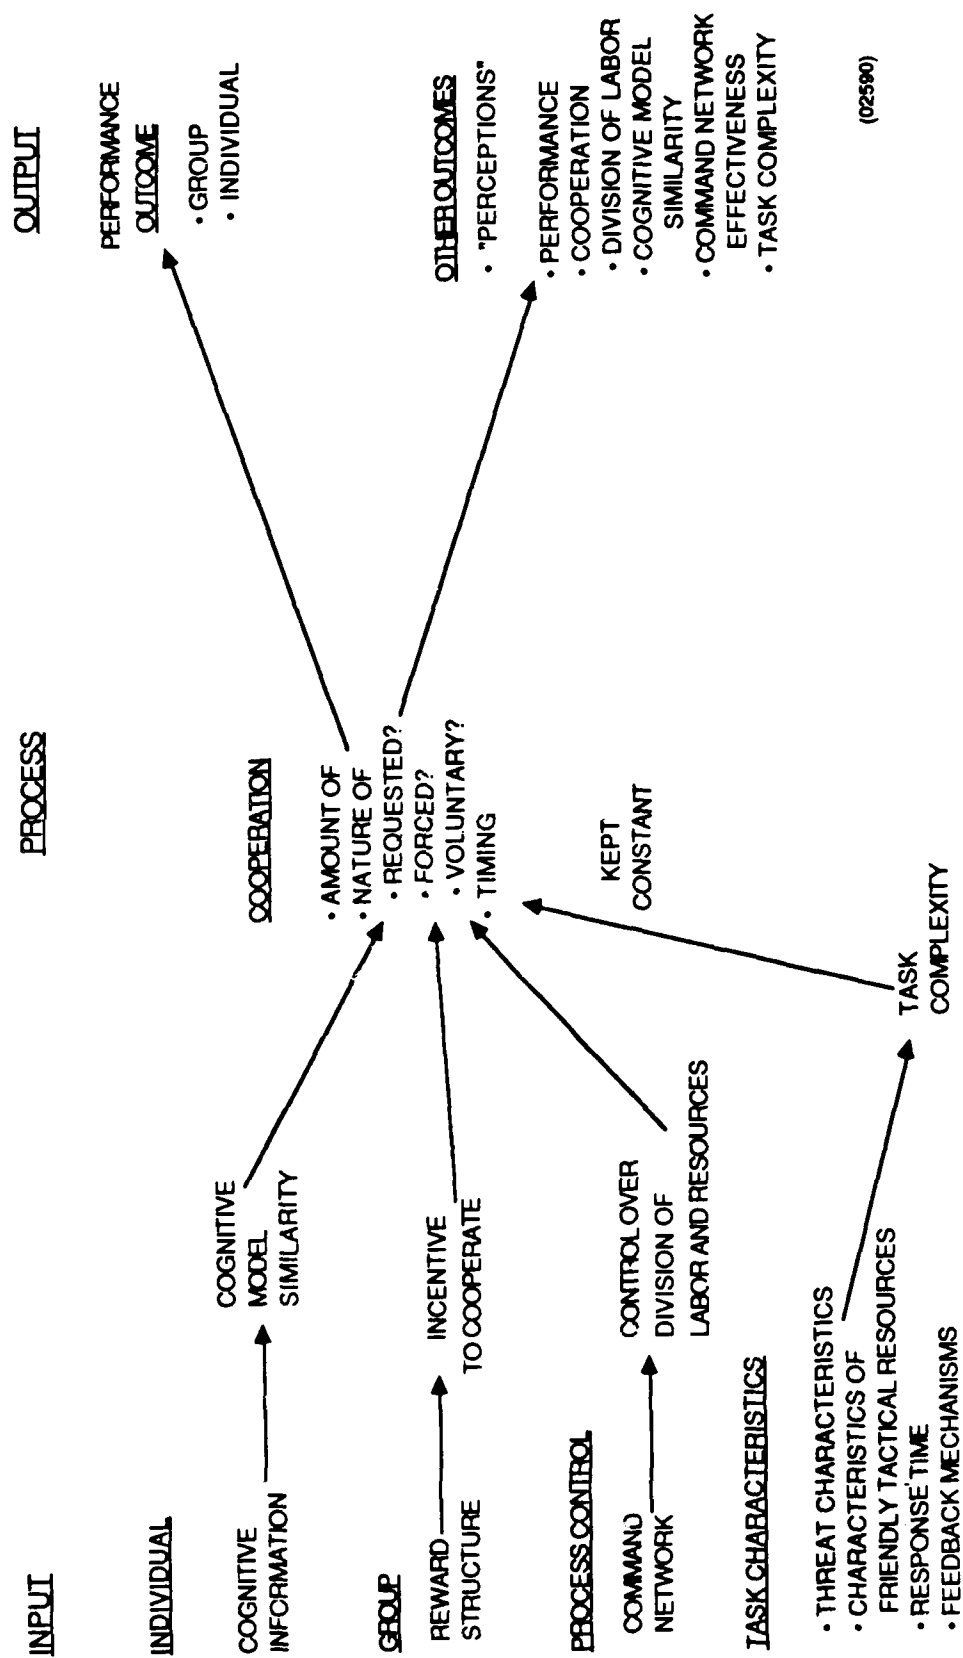 INPUT
PROCESS
OUTPUT
INDIVIDUAL
COGNITIVE
INFORMATION
COGNITIVE
MODEL
SIMILARITY
GROUP
REWARD
STRUCTURE
INCENTIVE
TO COOPERATE
PROCESS CONTROL
COMMAND
NETWORK
CONTROL OVER
DIVISION OF
LABOR AND RESOURCES
TASK CHARACTERISTICS
• THREAT CHARACTERISTICS
• CHARACTERISTICS OF
FRIENDLY TACTICAL RESOURCES
• RESPONSE TIME
• FEEDBACK MECHANISMS
TASK
COMPLEXITY
COOPERATION
• AMOUNT OF
• NATURE OF
• REQUESTED?
• FORCED?
• VOLUNTARY?
• TIMING
KEPT
CONSTANT
PERFORMANCE
OUTCOME
• GROUP
• INDIVIDUAL
OTHER OUTCOMES
• "PERCEPTIONS"
• PERFORMANCE
• COOPERATION
• DIVISION OF LABOR
• COGNITIVE MODEL
SIMILARITY
• COMMAND NETWORK
EFFECTIVENESS
• TASK COMPLEXITY
(02590)